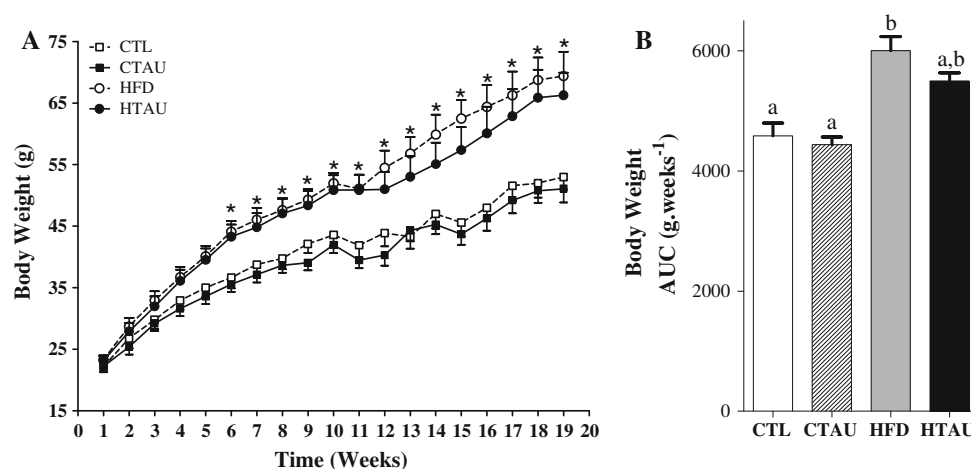 A
75
65
55
45
35
25
15
Body Weight (g)
CTL
CTAU
HFD
HTAU
* * * * * * * * * * * * * *
0 1 2 3 4 5 6 7 8 9 10 11 12 13 14 15 16 17 18 19 20
Time (Weeks)
B
6000
4000
2000
0
Body Weight
AUC (g.weeks-1)
a
a
b
a,b
CTL CTAU HFD HTAU